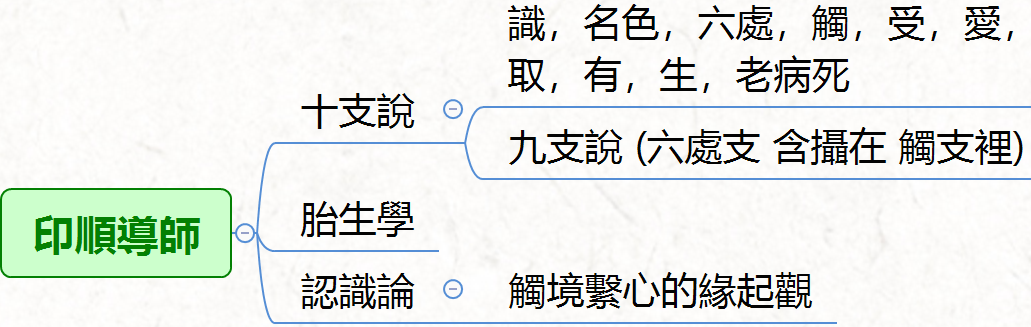 識，名色，六處，觸，受，愛，
取，有，生，老病死
十支說
九支說 (六處支 含攝在 觸支裡)
印順導師
胎生學
認識論
觸境繫心的緣起觀